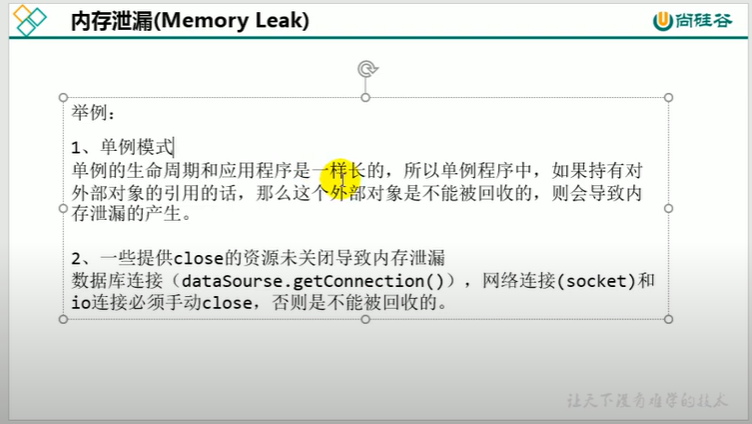 内存泄漏(Memory Leak)
尚硅谷
举例：
1、单例模式
单例的生命周期和应用程序是一样长的，所以单例程序中，如果持有对
外部对象的引用的话，那么这个外部对象是不能被回收的，则会导致内
存泄漏的产生。
2、一些提供close的资源未关闭导致内存泄漏
数据库连接（dataSourse.getConnection()），网络连接(socket)和
io连接必须手动close，否则是不能被回收的。
让天下没有难学的技术